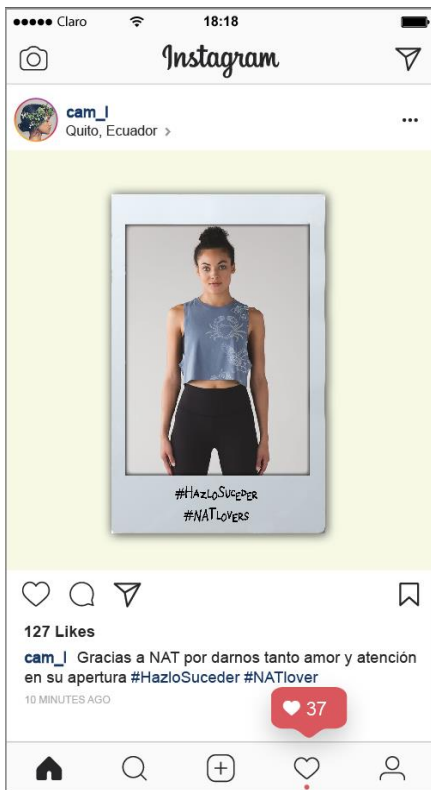 Claro 18:18
Instagram
cam_l
Quito, Ecuador >
#HazloSuceder
#NATlovers
127 Likes
cam_l Gracias a NAT por darnos tanto amor y atención
en su apertura #HazloSuceder #NATlover
10 MINUTES AGO
37